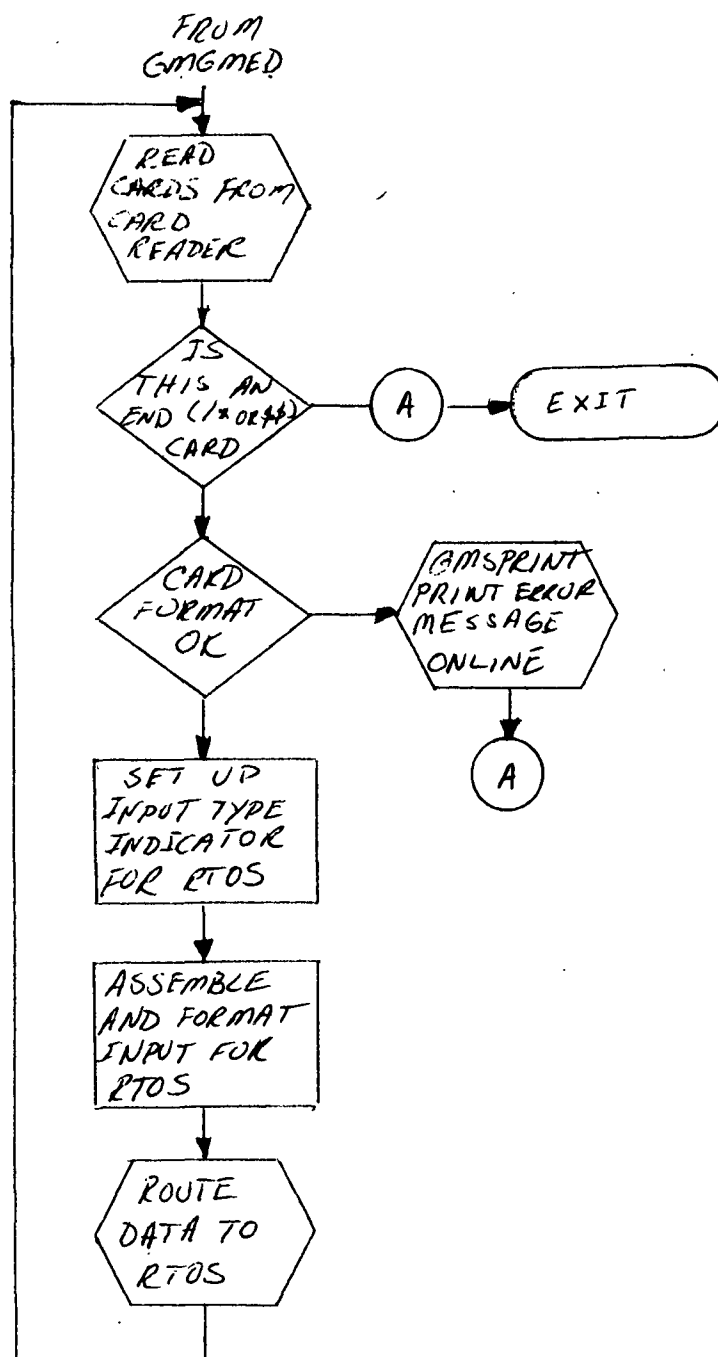 FROM
GMGMED
READ
CARDS FROM
CARD
READER
IS
THIS AN
END (/* OR $$)
CARD
A
EXIT
CARD
FORMAT
OK
GMSPRINT
PRINT ERROR
MESSAGE
ONLINE
A
SET UP
INPUT TYPE
INDICATOR
FOR RTOS
ASSEMBLE
AND FORMAT
INPUT FOR
RTOS
ROUTE
DATA TO
RTOS